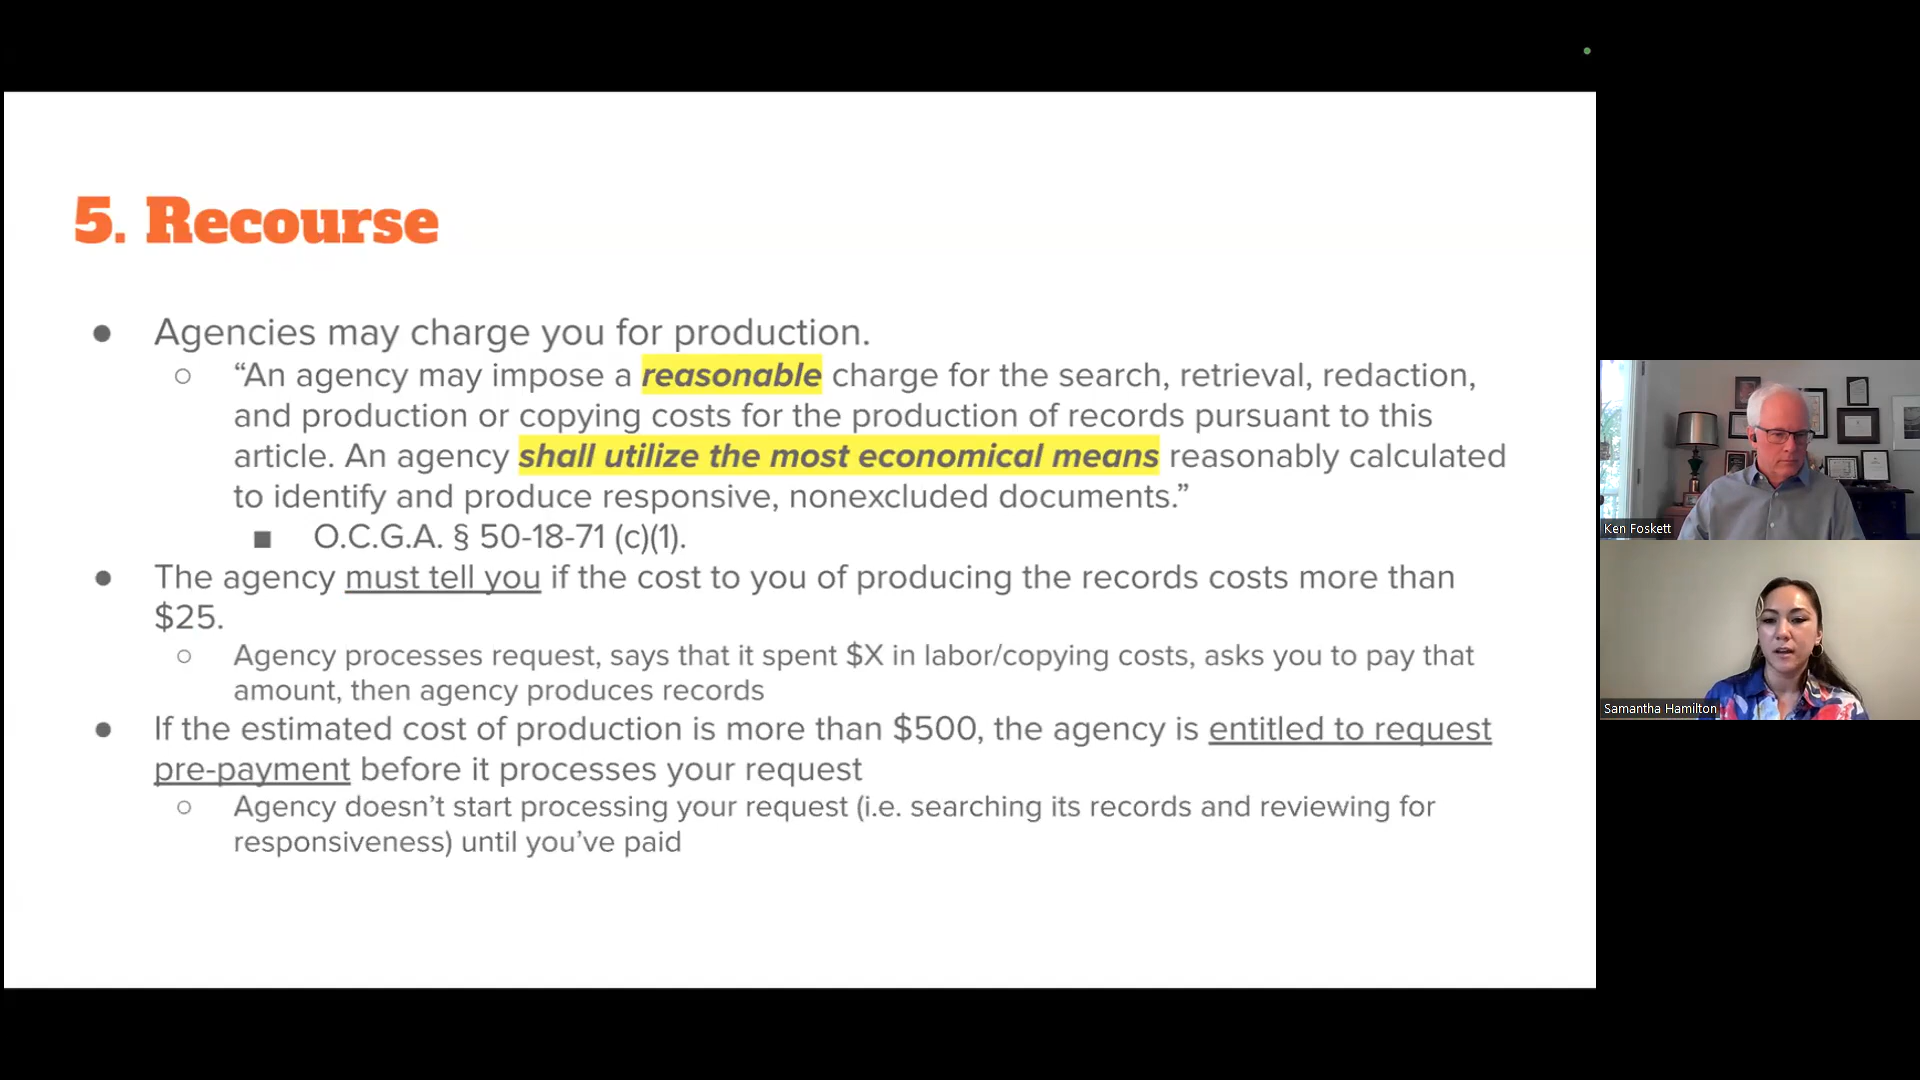 5. Recourse
● Agencies may charge you for production.
○ “An agency may impose a reasonable charge for the search, retrieval, redaction,
and production or copying costs for the production of records pursuant to this
article. An agency shall utilize the most economical means reasonably calculated
to identify and produce responsive, nonexcluded documents.”
■ O.C.G.A. § 50-18-71 (c)(1).
● The agency must tell you if the cost to you of producing the records costs more than
$25.
○ Agency processes request, says that it spent $X in labor/copying costs, asks you to pay that
amount, then agency produces records
● If the estimated cost of production is more than $500, the agency is entitled to request
pre-payment before it processes your request
○ Agency doesn’t start processing your request (i.e. searching its records and reviewing for
responsiveness) until you’ve paid
Ken Foskett
Samantha Hamilton